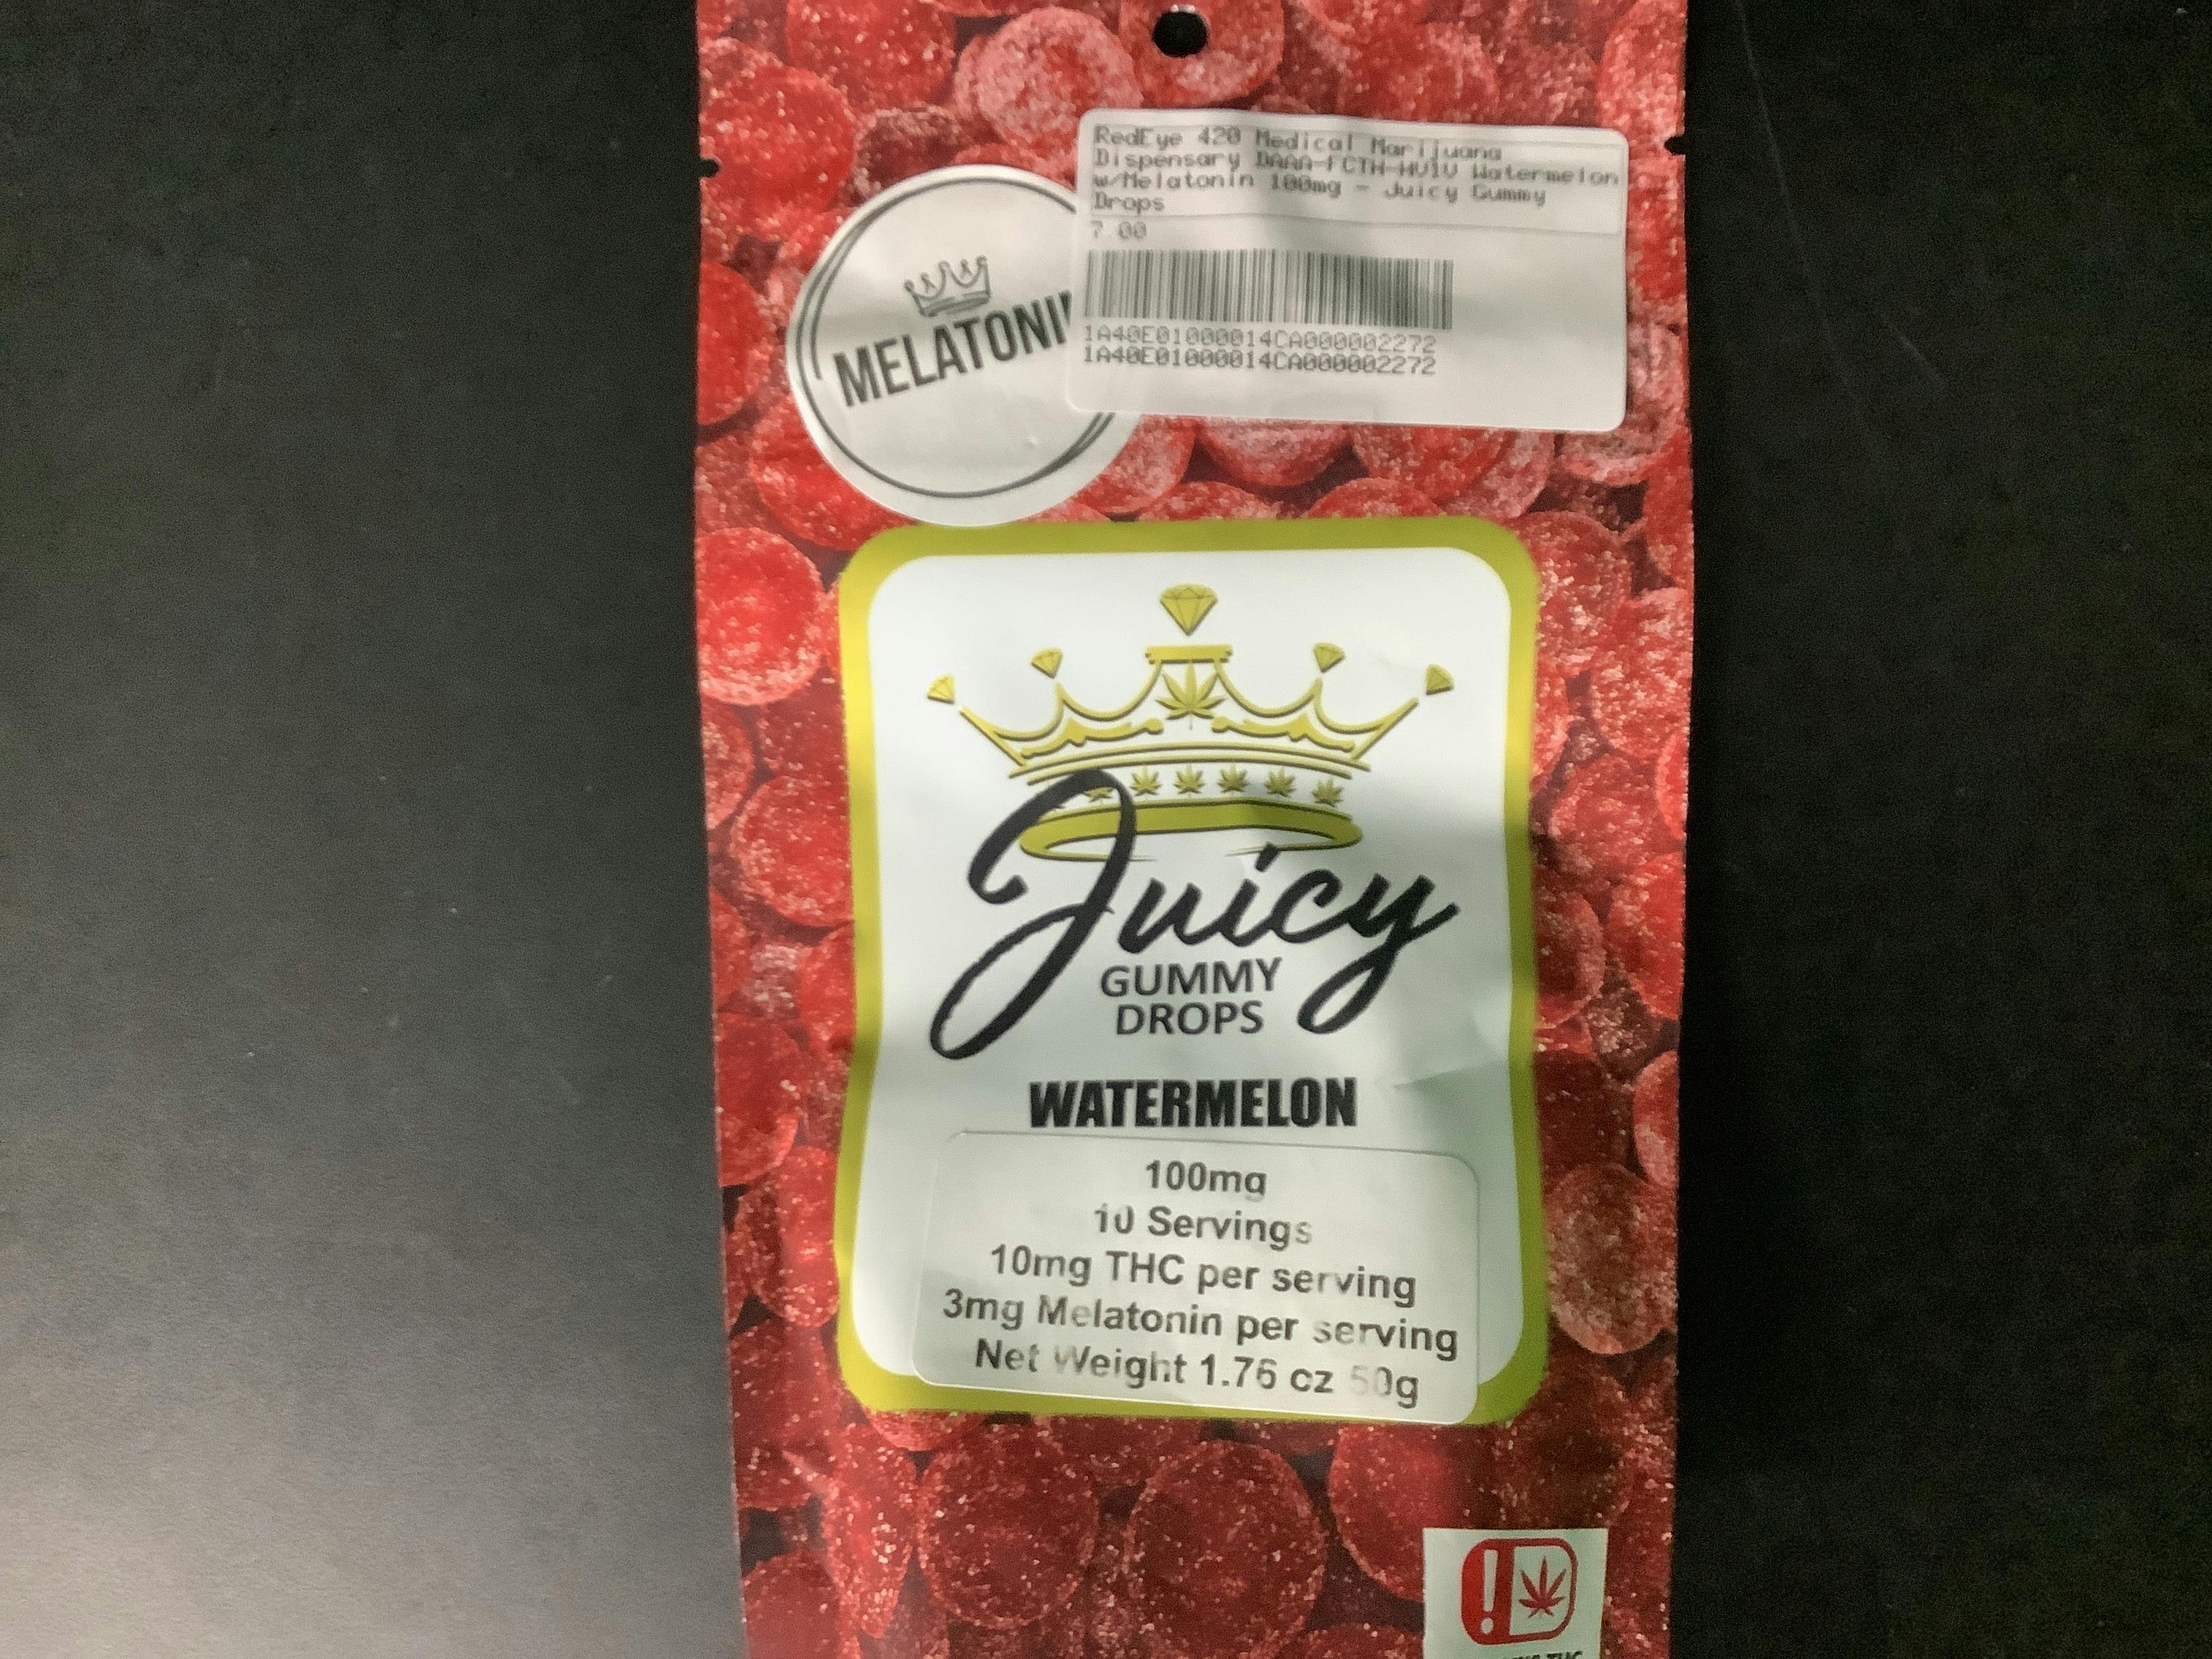 RedEye 420 Medical Marijuana
Dispensary DAAA-FCTH-HV1V Watermelon
w/Melatonin 100mg - Juicy Gummy
Drops
7.00
1A40E01000014CA000002272
1A40E01000014CA000002272
MELATONI
Juicy
GUMMY
DROPS
WATERMELON
100mg
10 Servings
10mg THC per serving
3mg Melatonin per serving
Net Weight 1.76 oz 50g
!
THC